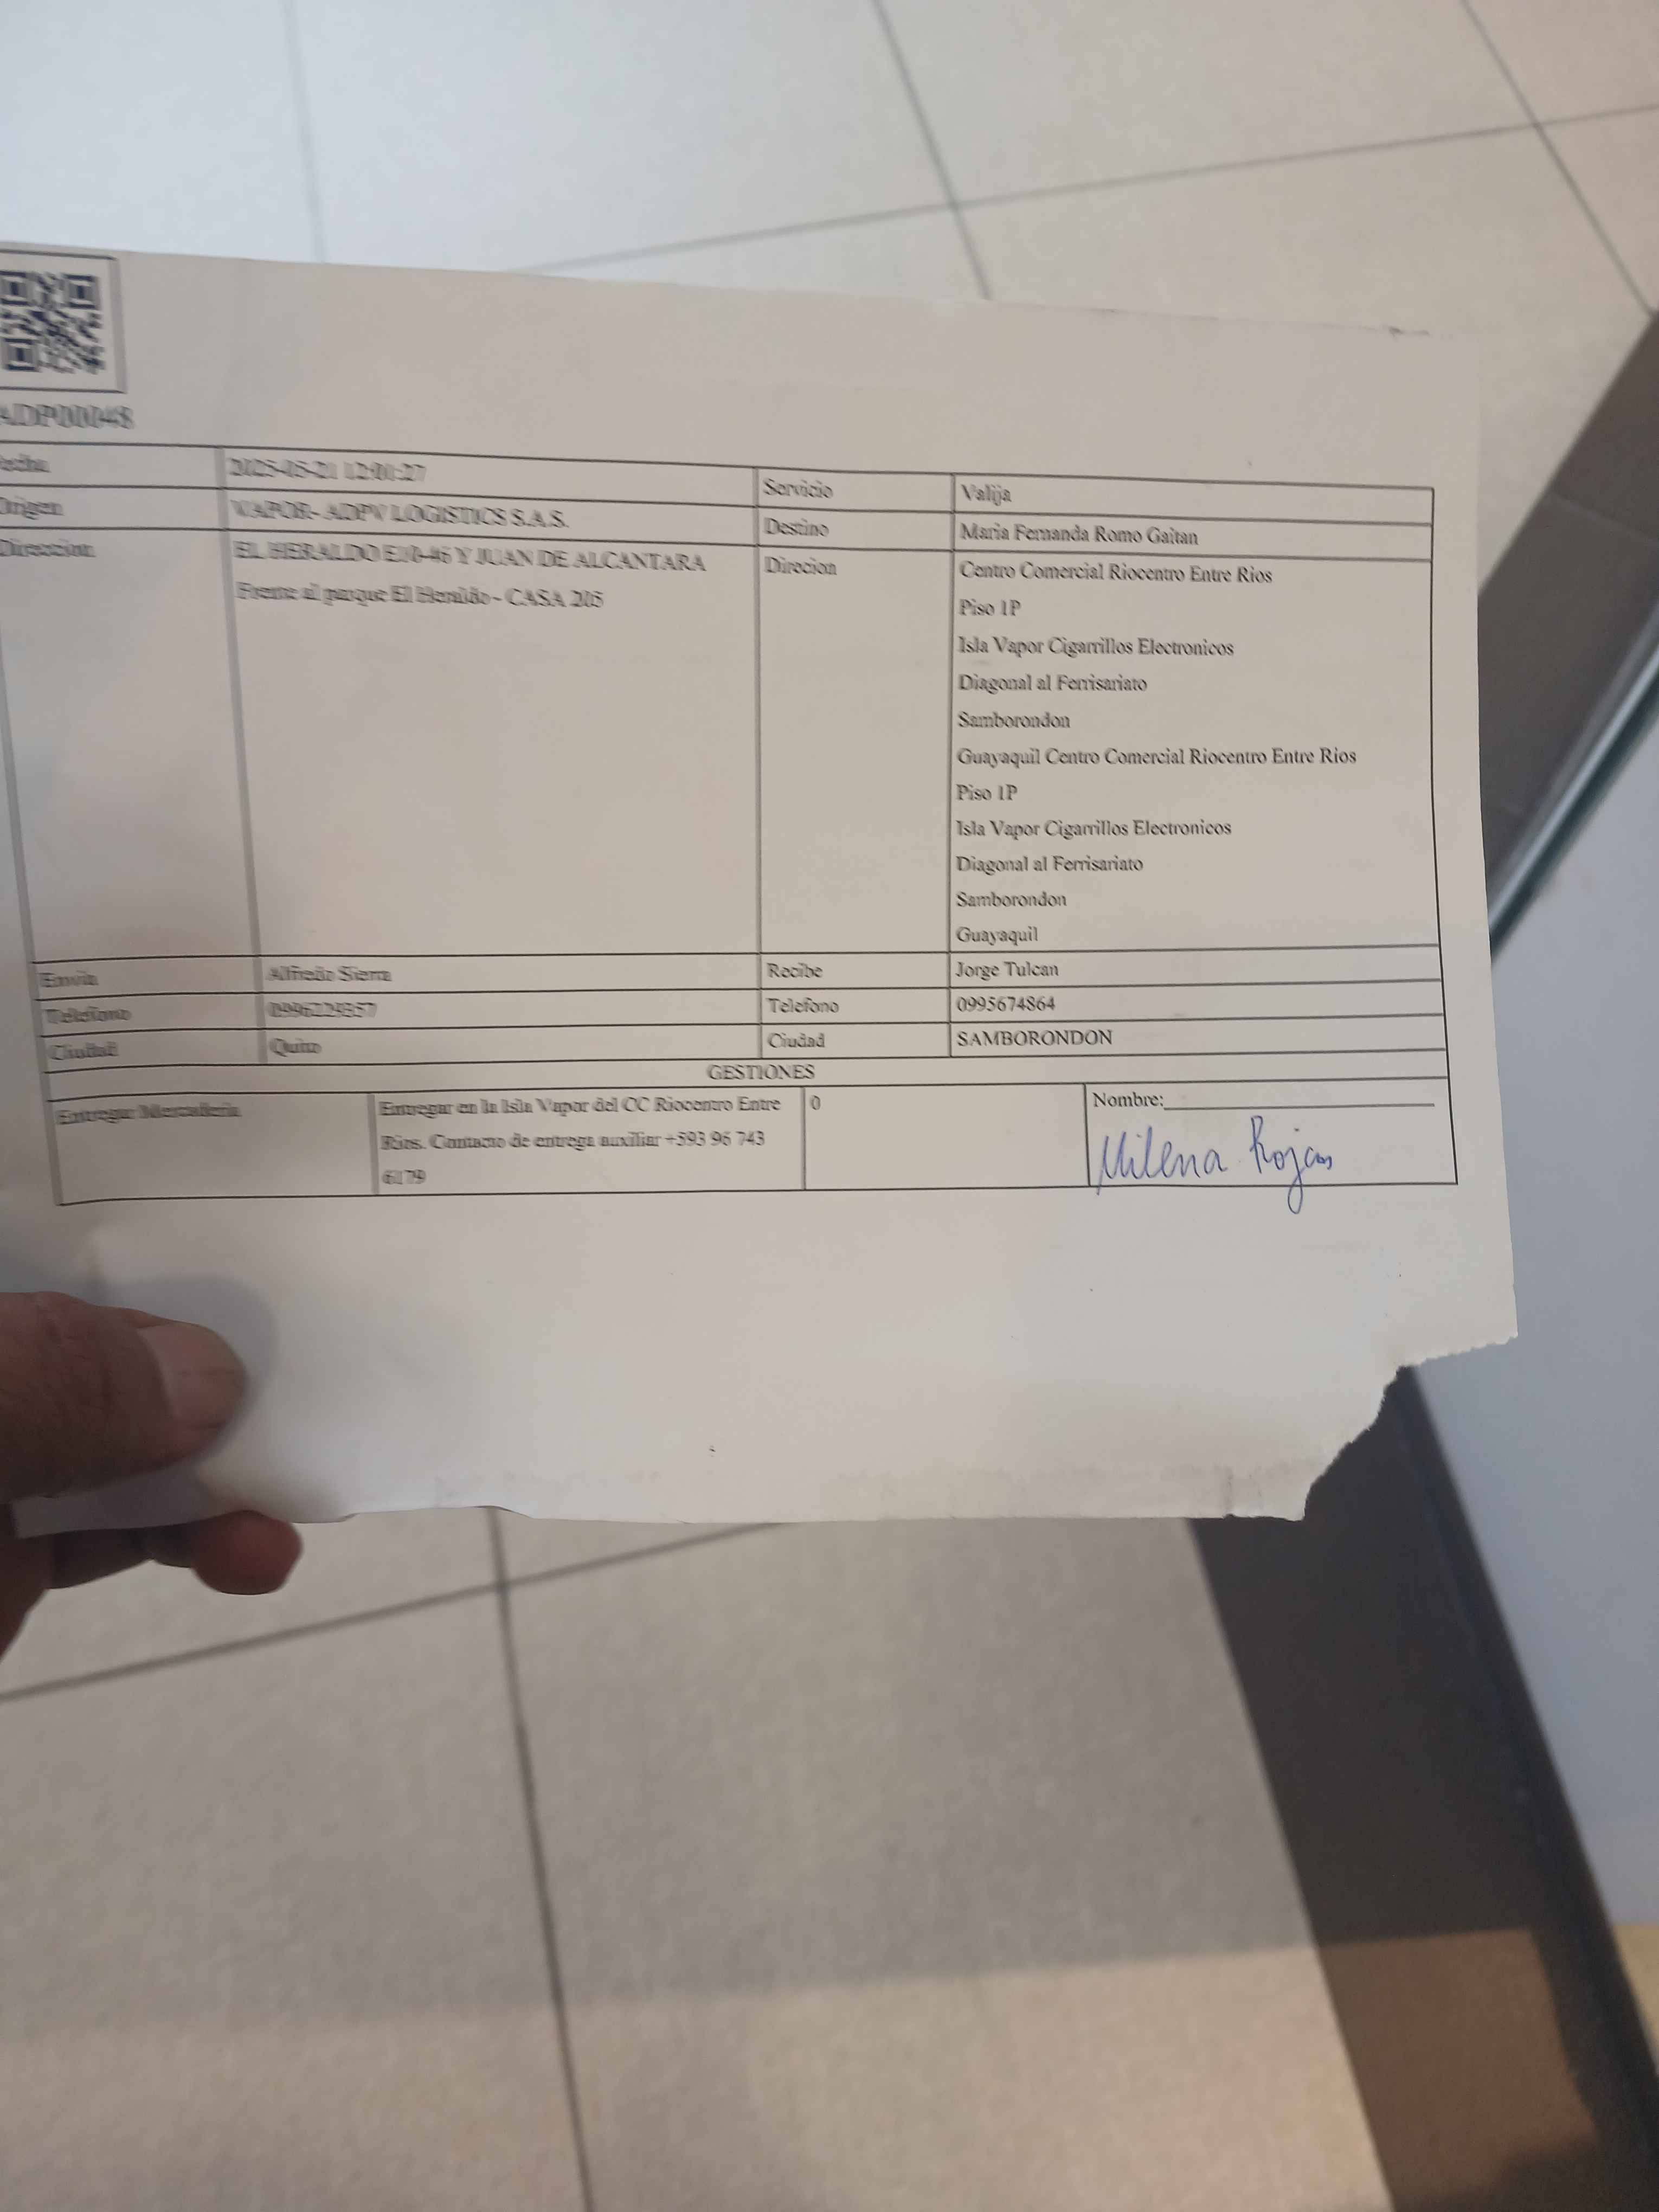 ADP00048
Fecha 2025-05-21 12:01:27 Servicio Valija
Origen VAPOR- ADPV LOGISTICS S.A.S. Destino Maria Fernanda Romo Gaitan
Direccion EL HERALDO E10-46 Y JUAN DE ALCANTARA Direcion Centro Comercial Riocentro Entre Rios
Frente al parque El Heraldo - CASA 205 Piso 1P
Isla Vapor Cigarrillos Electronicos
Diagonal al Ferrisariato
Samborondon
Guayaquil Centro Comercial Riocentro Entre Rios
Piso 1P
Isla Vapor Cigarrillos Electronicos
Diagonal al Ferrisariato
Samborondon
Guayaquil
Envia Alfredo Sierra Recibe Jorge Tulcan
Telefono Telefono 0995674864
Ciudad Quito Ciudad SAMBORONDON
GESTIONES
Entregar Mercaderia Entregar en la Isla Vapor del CC Riocentro Entre 0 Nombre:
Rios. Contacto de entrega auxiliar +593 96 743
6179
Milena Rojas